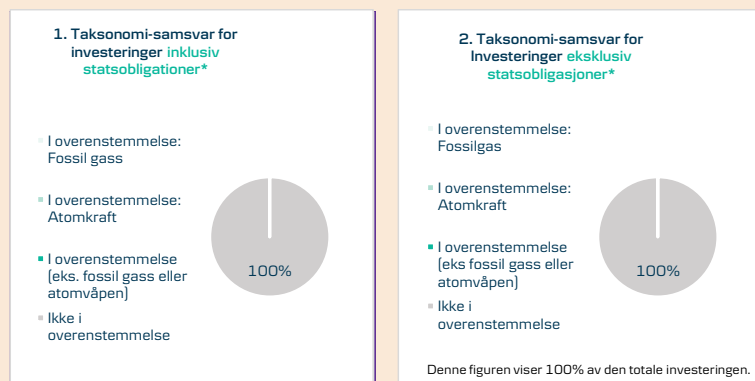 1. Taksonomi-samsvar for
investeringer inklusiv
statsobligationer*
I overenstemmelse:
Fossil gass
I overenstemmelse:
Atomkraft
I overenstemmelse
(eks. fossil gass eller
atomvåpen)
Ikke i
overenstemmelse
100%
2. Taksonomi-samsvar for
Investeringer eksklusiv
statsobligasjoner*
I overenstemmelse:
Fossilgas
I overenstemmelse:
Atomkraft
I overenstemmelse
(eks fossil gass eller
atomvåpen)
Ikke i
overenstemmelse
100%
Denne figuren viser 100% av den totale investeringen.